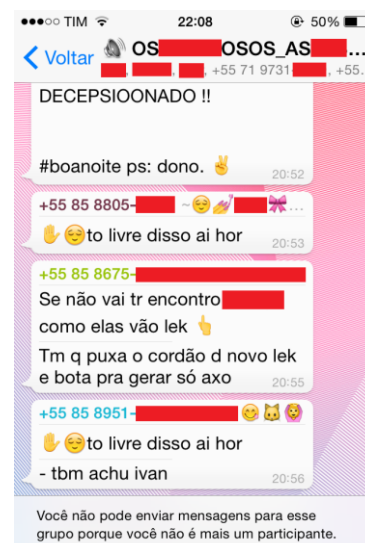 TIM 22:08 50%
Voltar OS OSOS_AS ...
, , , +55 71 9731- , +55...
DECEPSIOONADO !!
#boanoite ps: dono. ✌
20:52
+55 85 8805- ~😌💅 🎀...
✋😌to livre disso ai hor
20:53
+55 85 8675-
Se não vai tr encontro
como elas vão lek 👆
Tm q puxa o cordão d novo lek
e bota pra gerar só axo
20:55
+55 85 8951- 😋🐱🙆
✋😌to livre disso ai hor
- tbm achu ivan
20:56
Você não pode enviar mensagens para esse
grupo porque você não é mais um participante.